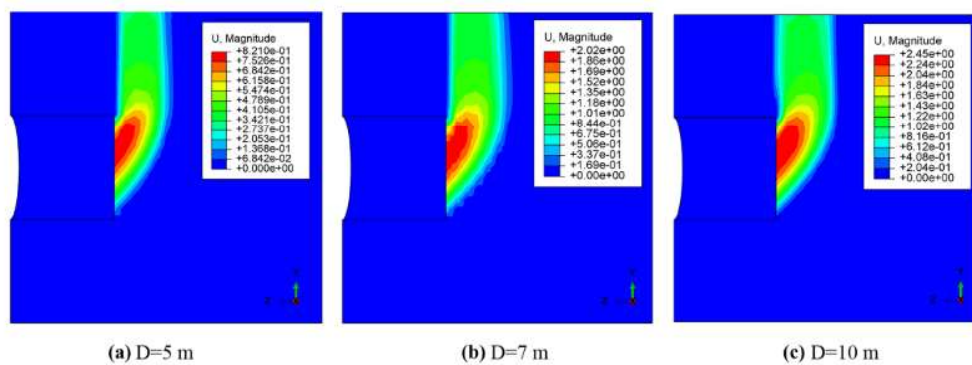 U, Magnitude
+8.210e-01
+7.526e-01
+6.842e-01
+6.158e-01
+5.474e-01
+4.789e-01
+4.105e-01
+3.421e-01
+2.737e-01
+2.053e-01
+1.368e-01
+6.842e-02
+0.000e+00
Y
Z
X
(a) D=5 m
U, Magnitude
+2.02e+00
+1.86e+00
+1.69e+00
+1.52e+00
+1.35e+00
+1.18e+00
+1.01e+00
+8.44e-01
+6.75e-01
+5.06e-01
+3.37e-01
+1.69e-01
+0.00e+00
Y
Z
X
(b) D=7 m
U, Magnitude
+2.45e+00
+2.24e+00
+2.04e+00
+1.84e+00
+1.63e+00
+1.43e+00
+1.22e+00
+1.02e+00
+8.16e-01
+6.12e-01
+4.08e-01
+2.04e-01
+0.00e+00
Y
Z
X
(c) D=10 m